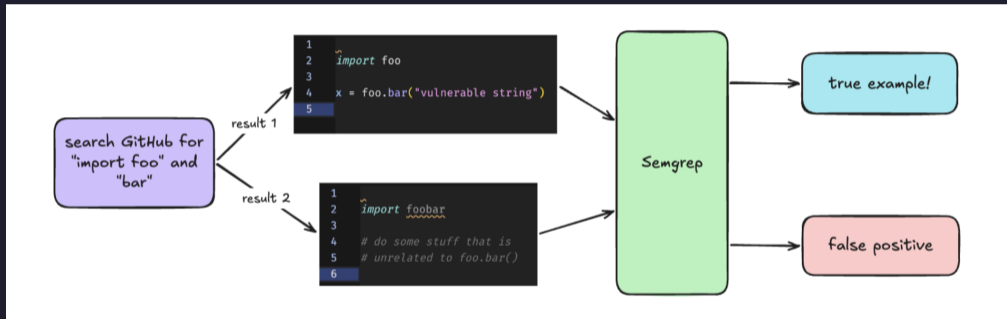 search GitHub for
"import foo" and
"bar"
result 1
result 2
1
2 import foo
3
4 x = foo.bar("vulnerable string")
5
1
2 import foobar
3
4 # do some stuff that is
5 # unrelated to foo.bar()
6
Semgrep
true example!
false positive